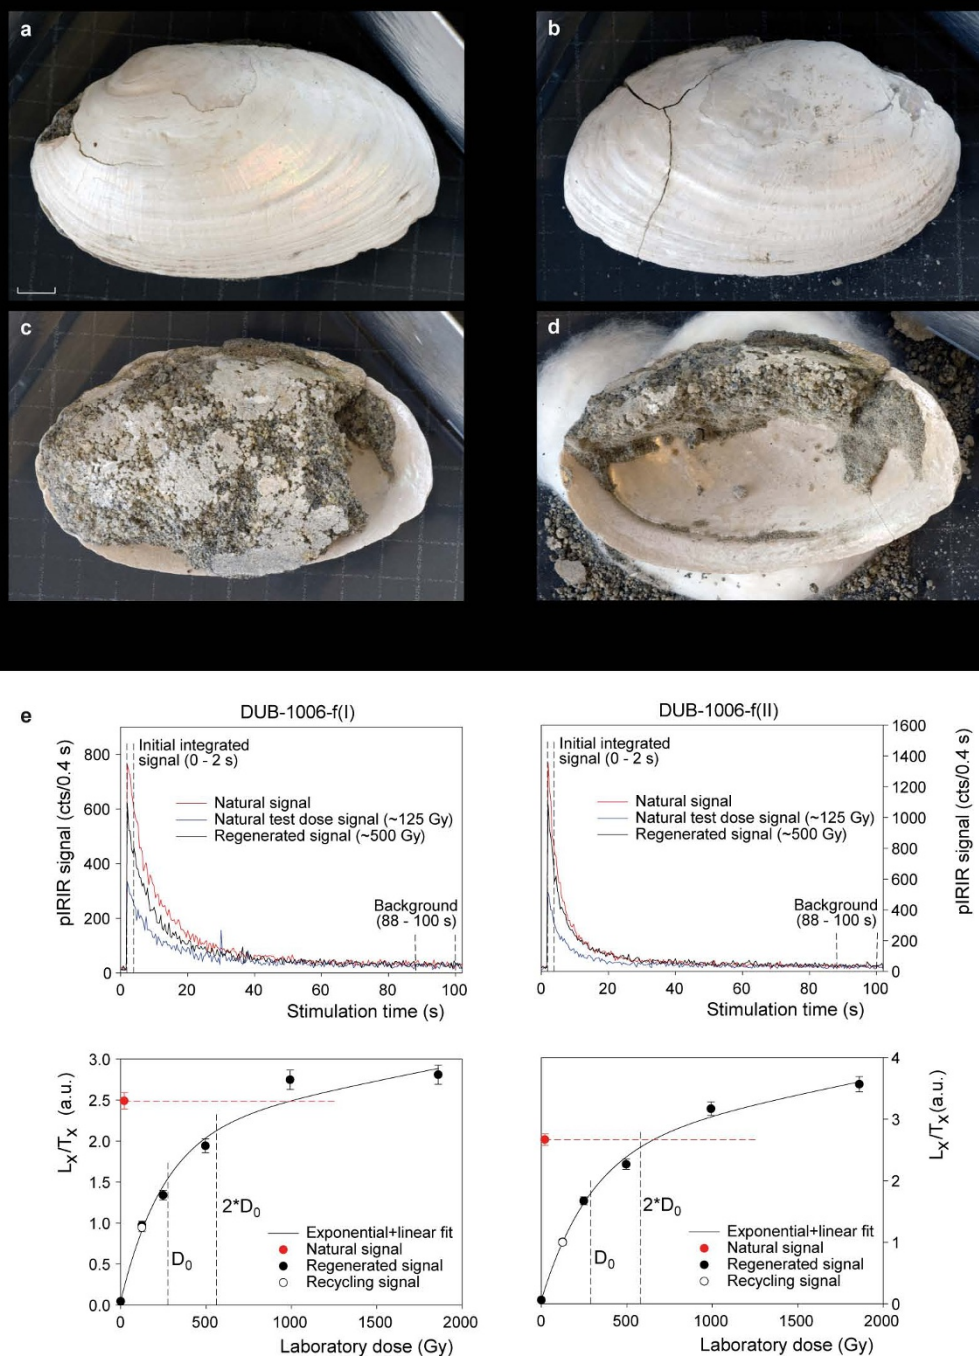 a
b
c
d
e
DUB-1006-f(I)
pIRIR signal (cts/0.4 s)
800
600
400
200
0
Initial integrated
signal (0 - 2 s)
Natural signal
Natural test dose signal (~125 Gy)
Regenerated signal (~500 Gy)
Background
(88 - 100 s)
0 20 40 60 80 100
Stimulation time (s)
DUB-1006-f(II)
Initial integrated
signal (0 - 2 s)
Natural signal
Natural test dose signal (~125 Gy)
Regenerated signal (~500 Gy)
Background
(88 - 100 s)
1600
1400
1200
1000
800
600
400
200
0
pIRIR signal (cts/0.4 s)
0 20 40 60 80 100
Stimulation time (s)
Lx/Tx (a.u.)
3.0
2.5
2.0
1.5
1.0
0.5
0.0
D0
2*D0
Exponential+linear fit
Natural signal
Regenerated signal
Recycling signal
0 500 1000 1500 2000
Laboratory dose (Gy)
4
3
2
1
0
Lx/Tx (a.u.)
D0
2*D0
Exponential+linear fit
Natural signal
Regenerated signal
Recycling signal
0 500 1000 1500 2000
Laboratory dose (Gy)